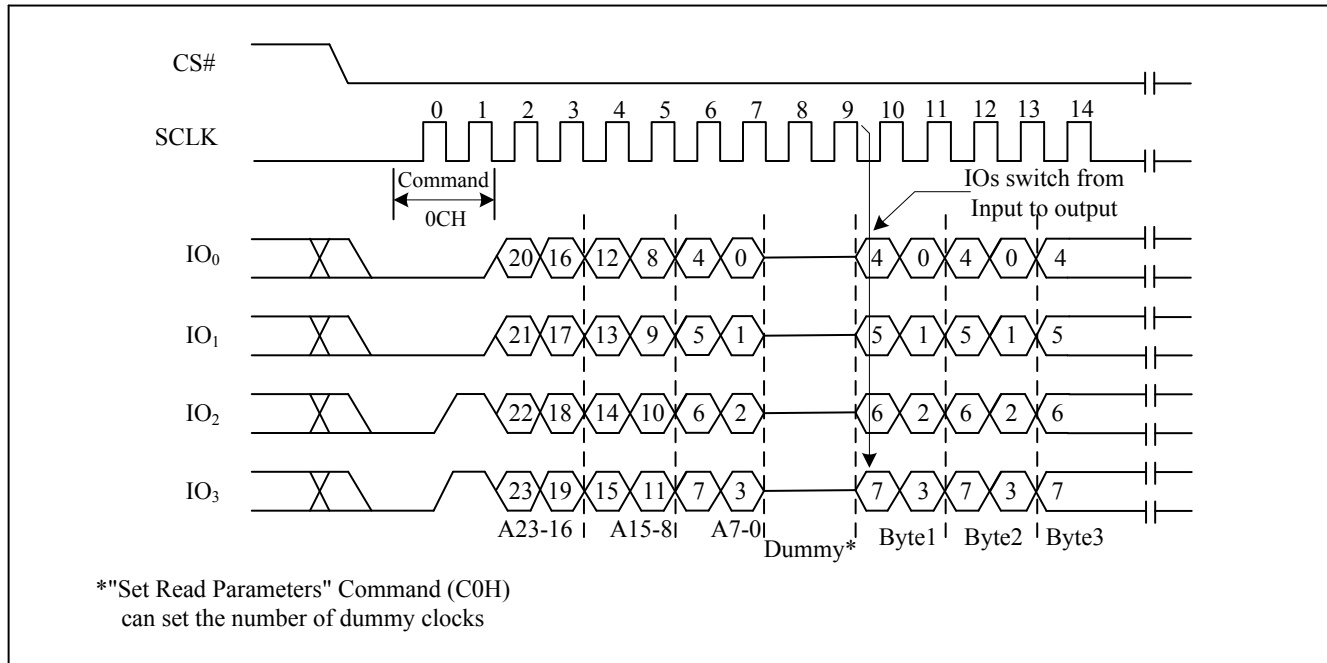 CS#
0 1 2 3 4 5 6 7 8 9 10 11 12 13 14
SCLK
Command
0CH
IOs switch from
Input to output
IO₀ 20 16 12 8 4 0 4 0 4 0 4
IO₁ 21 17 13 9 5 1 5 1 5 1 5
IO₂ 22 18 14 10 6 2 6 2 6 2 6
IO₃ 23 19 15 11 7 3 7 3 7 3 7
A23-16 A15-8 A7-0 Dummy* Byte1 Byte2 Byte3
*"Set Read Parameters" Command (C0H)
can set the number of dummy clocks